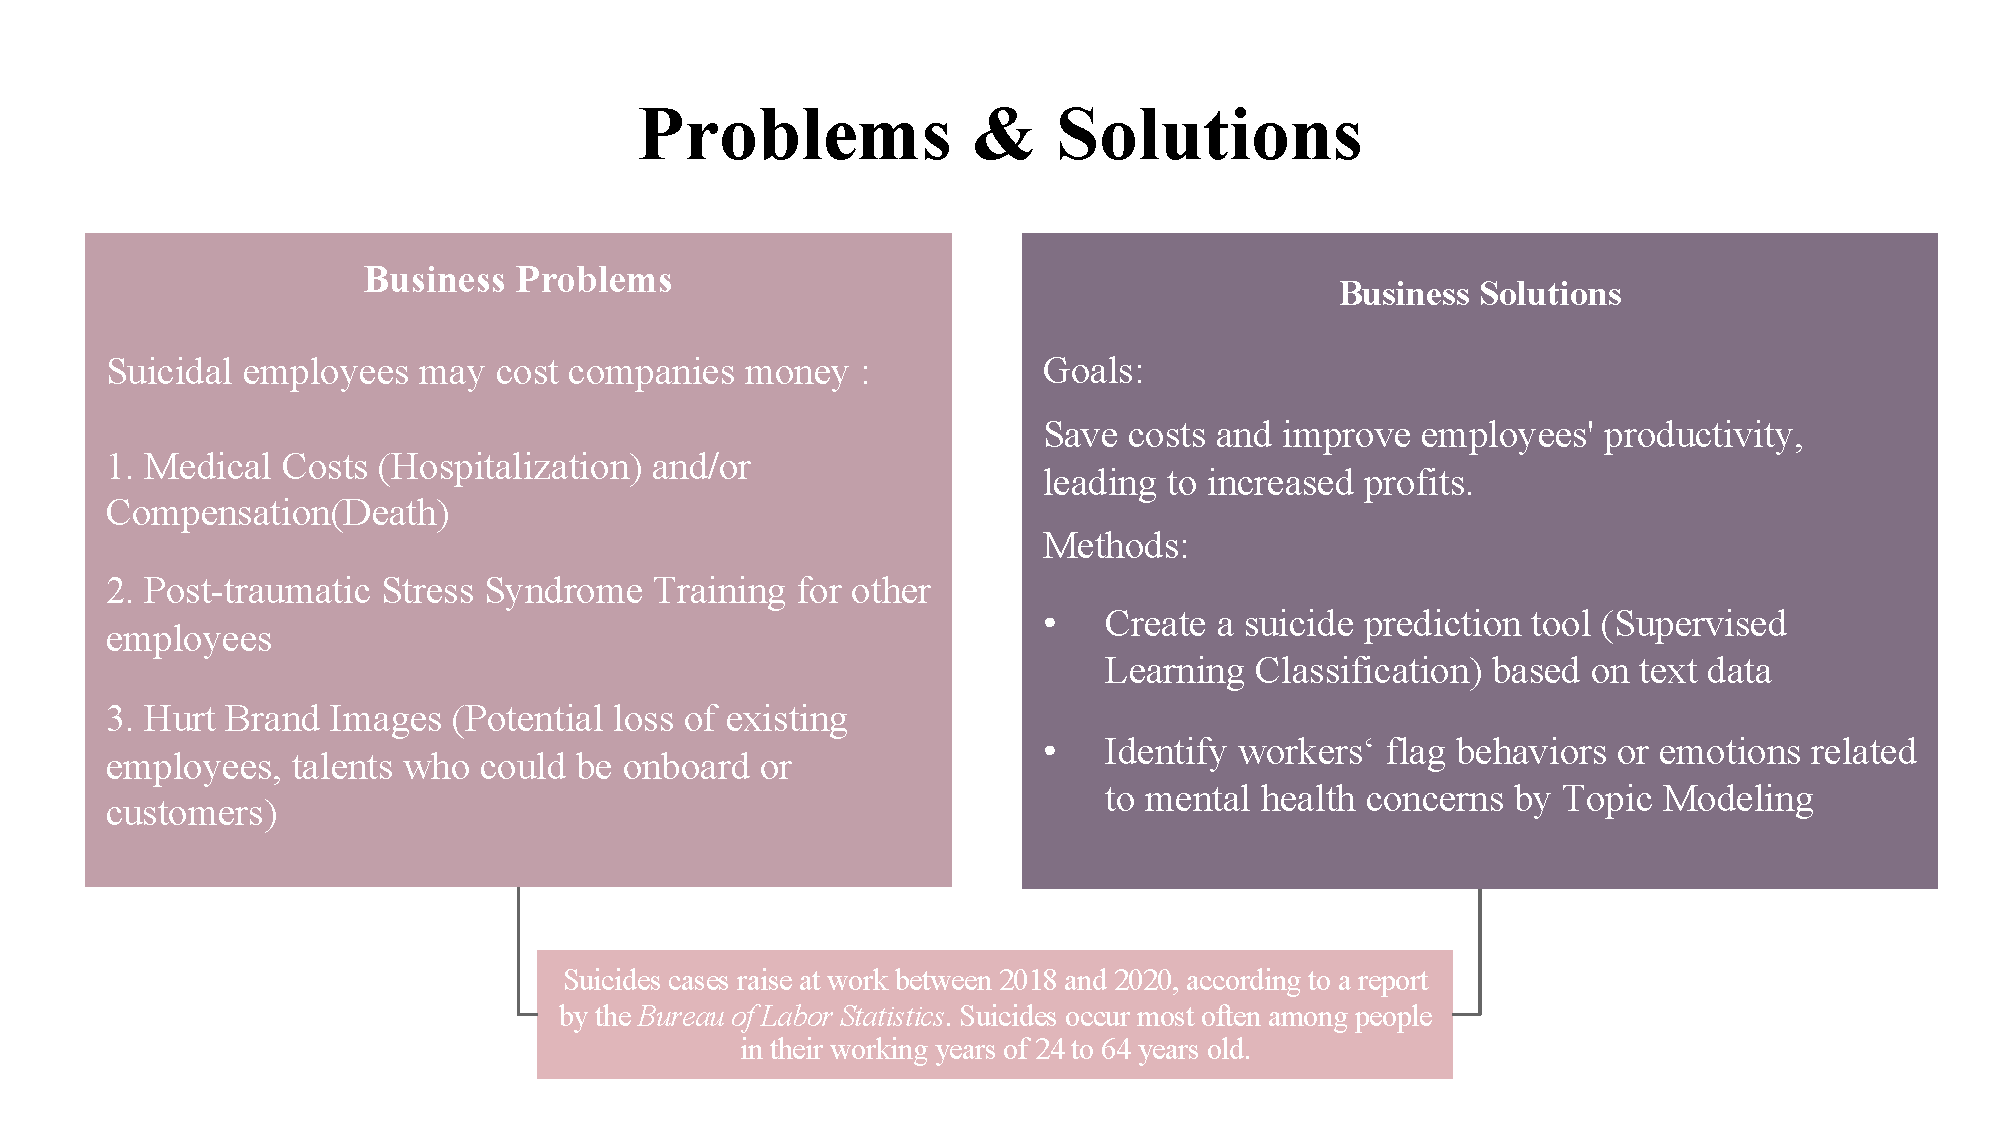 Problems & Solutions
Business Problems
Suicidal employees may cost companies money :
1. Medical Costs (Hospitalization) and/or
Compensation(Death)
2. Post-traumatic Stress Syndrome Training for other
employees
3. Hurt Brand Images (Potential loss of existing
employees, talents who could be onboard or
customers)
Business Solutions
Goals:
Save costs and improve employees' productivity,
leading to increased profits.
Methods:
• Create a suicide prediction tool (Supervised
Learning Classification) based on text data
• Identify workers‘ flag behaviors or emotions related
to mental health concerns by Topic Modeling
Suicides cases raise at work between 2018 and 2020, according to a report
by the Bureau of Labor Statistics. Suicides occur most often among people
in their working years of 24 to 64 years old.